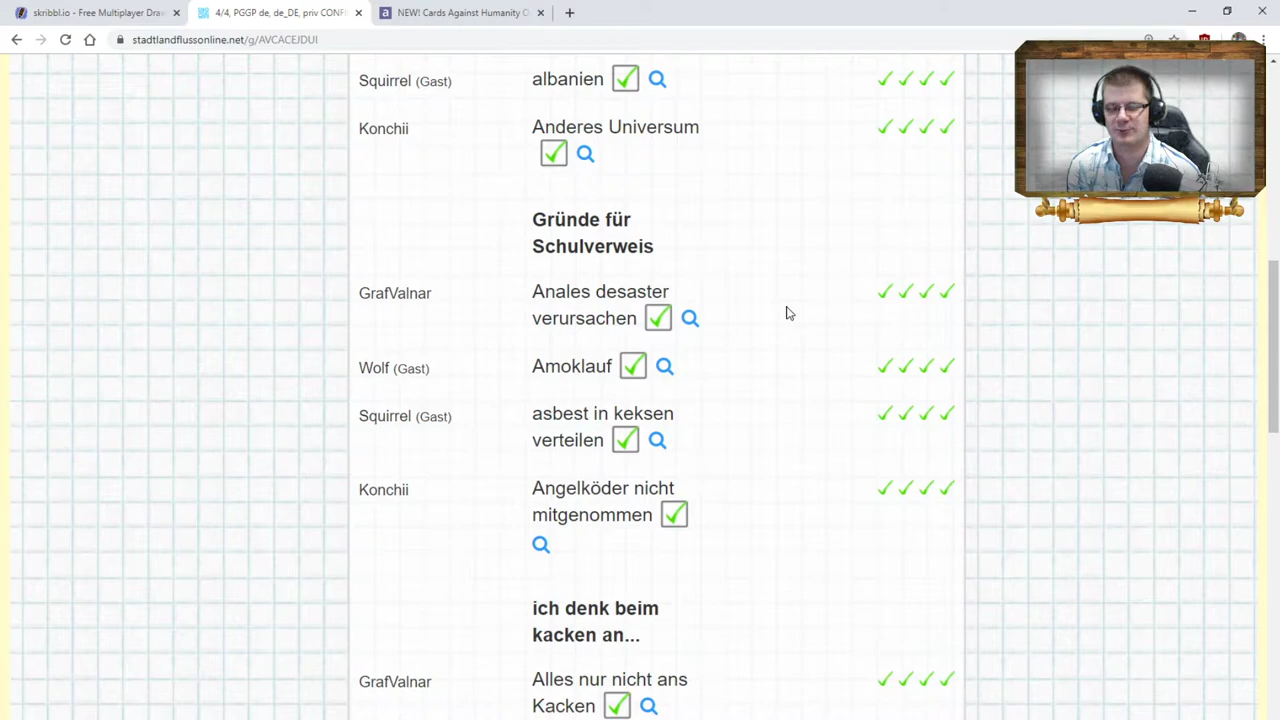 skribbl.io - Free Multiplayer Draw
4/4, PGGP de, de_DE, priv CONF
NEW! Cards Against Humanity O
stadtlandflussonline.net/g/AVCACEJDUI
Squirrel (Gast) albanien
Konchii Anderes Universum
Gründe für
Schulverweis
GrafValnar Anales desaster
verursachen
Wolf (Gast) Amoklauf
Squirrel (Gast) asbest in keksen
verteilen
Konchii Angelköder nicht
mitgenommen
ich denk beim
kacken an...
GrafValnar Alles nur nicht ans
Kacken